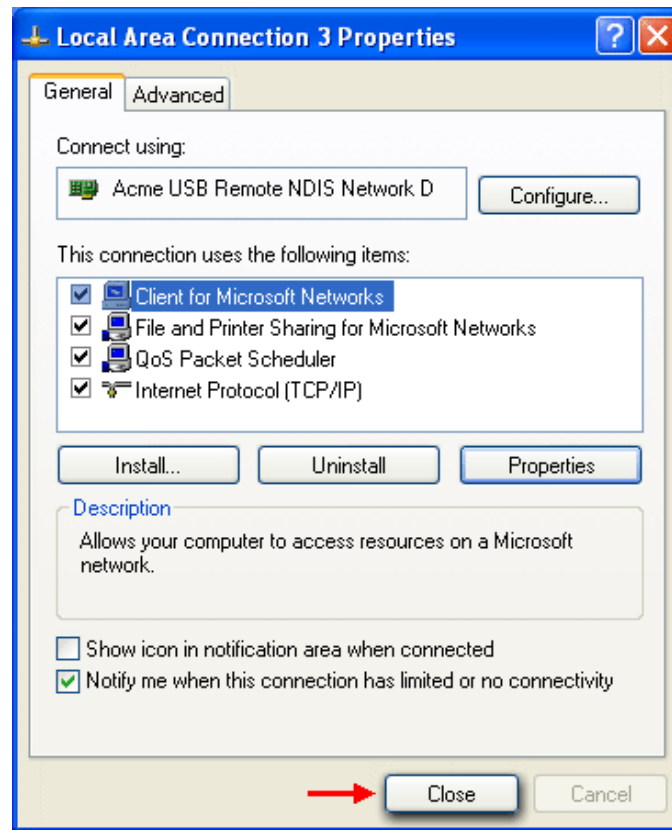 Local Area Connection 3 Properties
General
Advanced
Connect using:
Acme USB Remote NDIS Network D
Configure...
This connection uses the following items:
Client for Microsoft Networks
File and Printer Sharing for Microsoft Networks
QoS Packet Scheduler
Internet Protocol (TCP/IP)
Install...
Uninstall
Properties
Description
Allows your computer to access resources on a Microsoft
network.
Show icon in notification area when connected
Notify me when this connection has limited or no connectivity
Close
Cancel